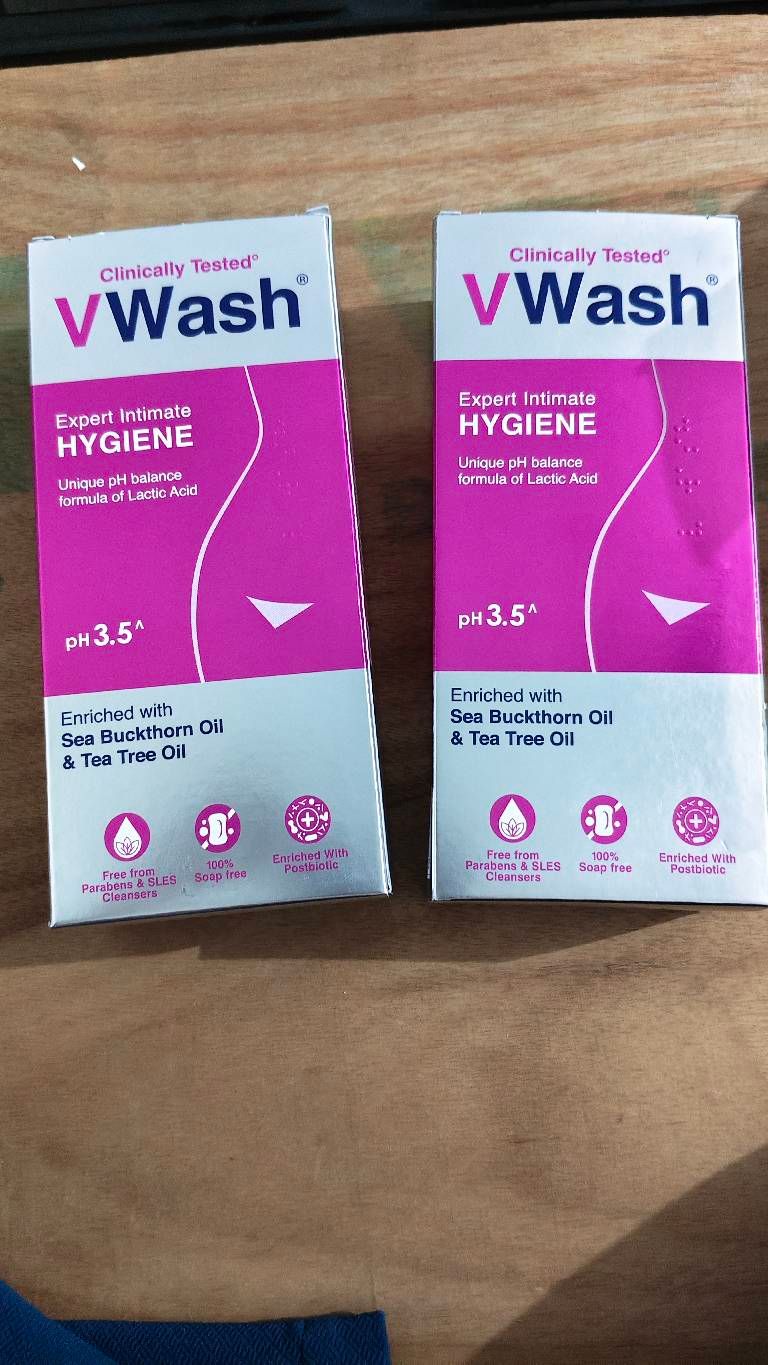 Clinically Tested°
VWash®
Expert Intimate
HYGIENE
Unique pH balance
formula of Lactic Acid
pH 3.5^
Enriched with
Sea Buckthorn Oil
& Tea Tree Oil
Free from
Parabens & SLES
Cleansers
100%
Soap free
Enriched With
Postbiotic
Clinically Tested°
VWash®
Expert Intimate
HYGIENE
Unique pH balance
formula of Lactic Acid
pH 3.5^
Enriched with
Sea Buckthorn Oil
& Tea Tree Oil
Free from
Parabens & SLES
Cleansers
100%
Soap free
Enriched With
Postbiotic